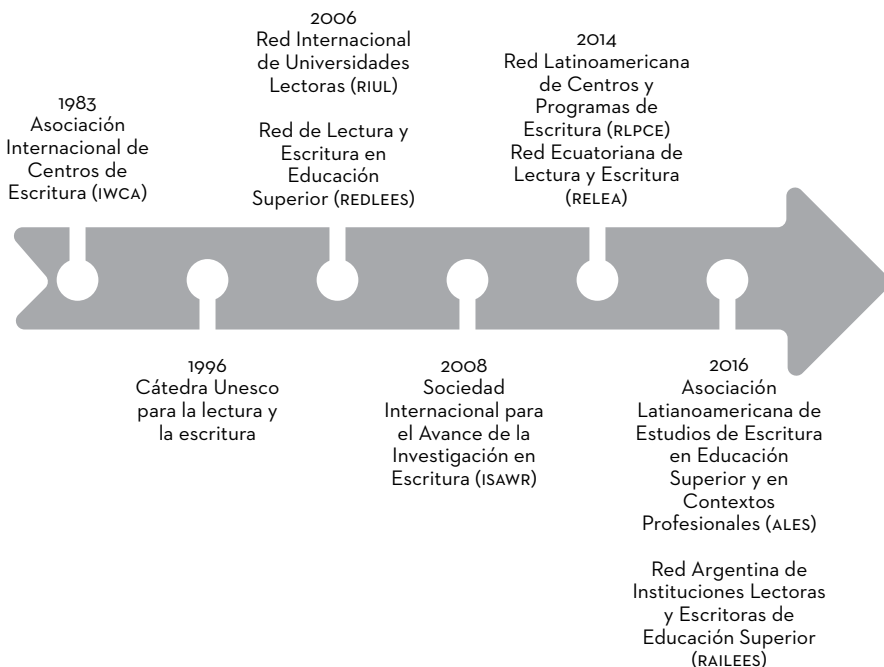 1983
Asociación
Internacional de
Centros de
Escritura (IWCA)
1996
Cátedra Unesco
para la lectura y
la escritura
2006
Red Internacional
de Universidades
Lectoras (RIUL)
Red de Lectura y
Escritura en
Educación
Superior (REDLEES)
2008
Sociedad
Internacional para
el Avance de la
Investigación en
Escritura (ISAWR)
2014
Red Latinoamericana
de Centros y
Programas de
Escritura (RLPCE)
Red Ecuatoriana de
Lectura y Escritura
(RELEA)
2016
Asociación
Latianoamericana de
Estudios de Escritura
en Educación
Superior y en
Contextos
Profesionales (ALES)
Red Argentina de
Instituciones Lectoras
y Escritoras de
Educación Superior
(RAILEES)